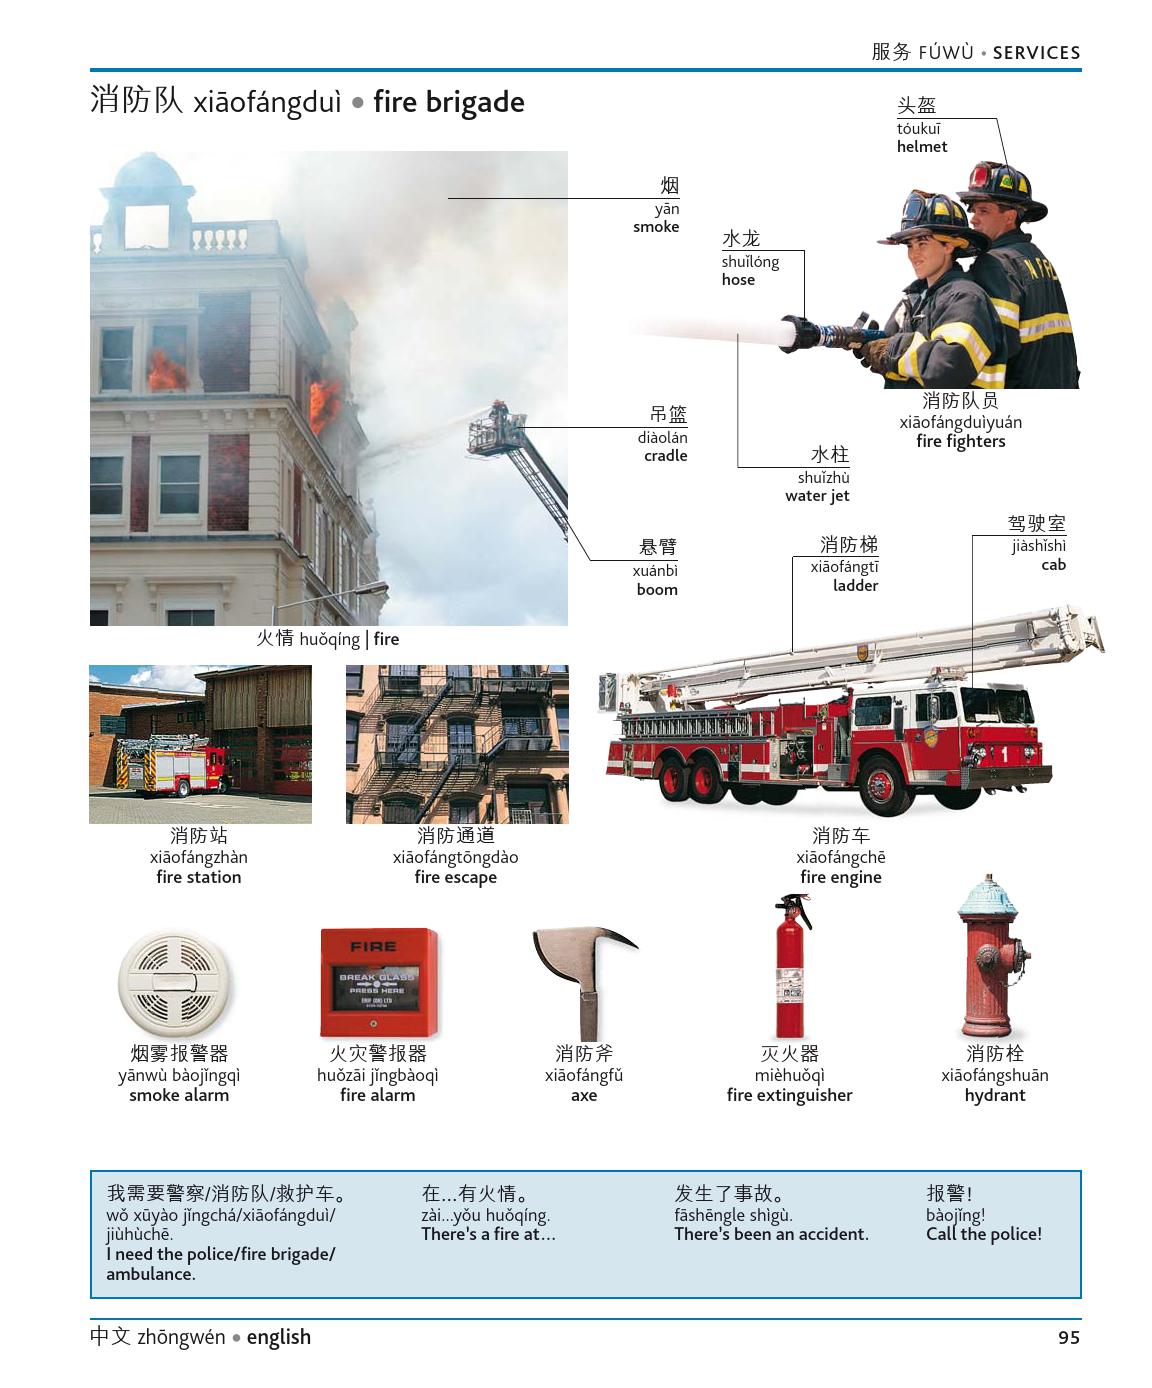 服务 FÚWÙ • SERVICES
消防队 xiāofángduì • fire brigade
头盔
tóukuī
helmet
烟
yān
smoke
水龙
shuǐlóng
hose
消防队员
xiāofángduìyuán
fire fighters
吊篮
diàolán
cradle
水柱
shuǐzhù
water jet
悬臂
xuánbì
boom
消防梯
xiāofángtī
ladder
驾驶室
jiàshǐshì
cab
火情 huǒqíng | fire
1
消防站
xiāofángzhàn
fire station
消防通道
xiāofángtōngdào
fire escape
消防车
xiāofángchē
fire engine
FIRE
BREAK GLASS
PRESS HERE
烟雾报警器
yānwù bàojǐngqì
smoke alarm
火灾警报器
huǒzāi jǐngbàoqì
fire alarm
消防斧
xiāofángfǔ
axe
灭火器
mièhuǒqì
fire extinguisher
消防栓
xiāofángshuān
hydrant
我需要警察/消防队/救护车。
wǒ xūyào jǐngchá/xiāofángduì/
jiùhùchē.
I need the police/fire brigade/
ambulance.
在...有火情。
zài...yǒu huǒqíng.
There's a fire at...
发生了事故。
fāshēngle shìgù.
There's been an accident.
报警！
bàojǐng!
Call the police!
中文 zhōngwén • english
95